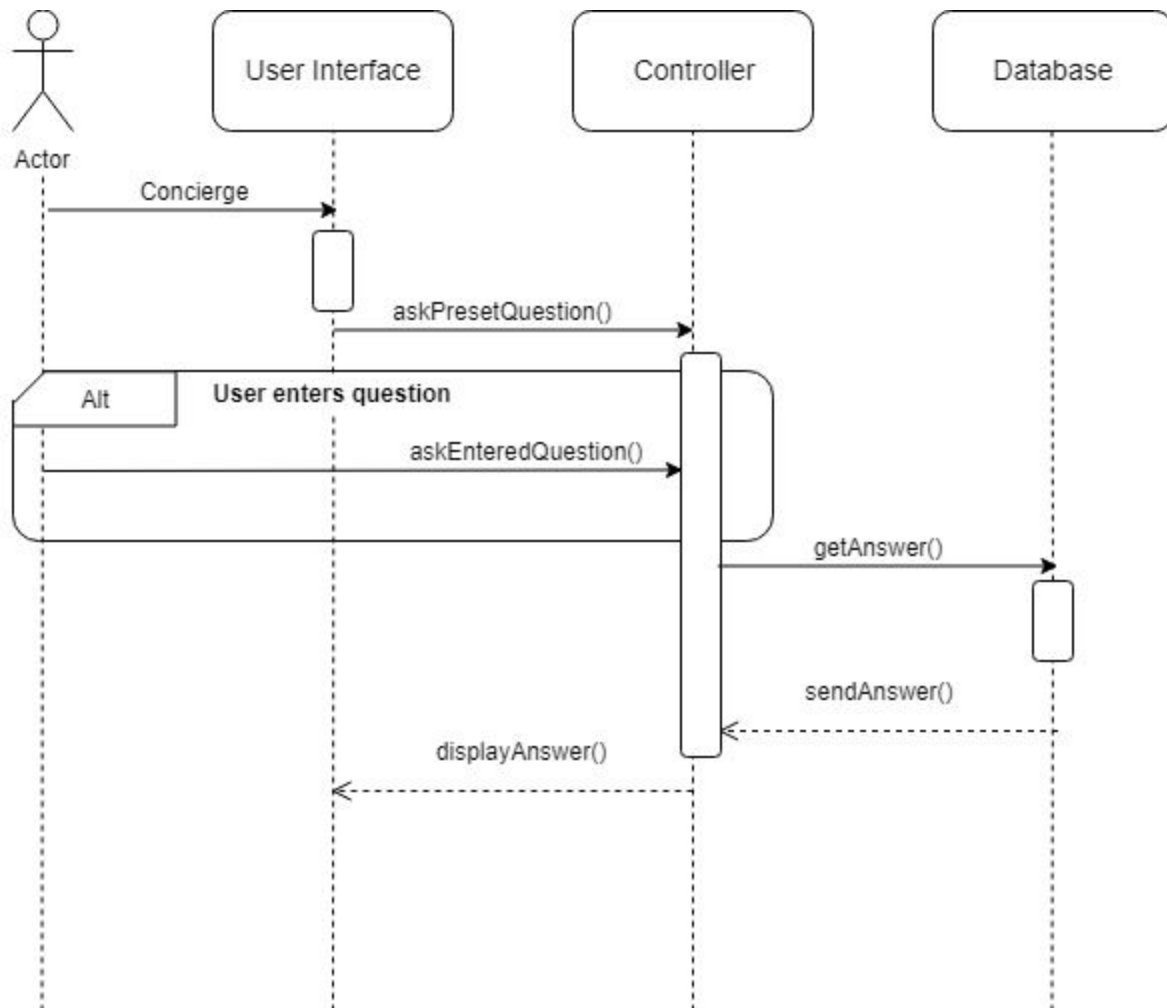 User Interface
Controller
Database
Actor
Concierge
askPresetQuestion()
Alt
User enters question
askEnteredQuestion()
getAnswer()
sendAnswer()
displayAnswer()